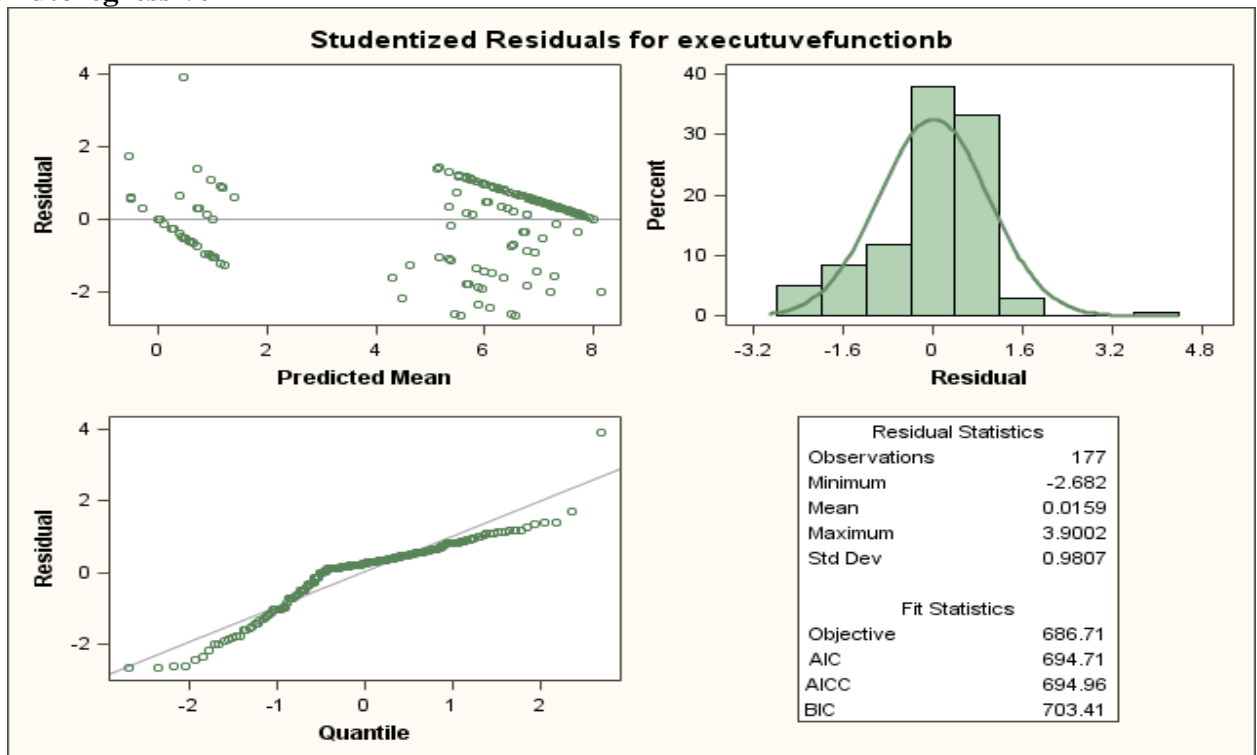 Studentized Residuals for executuvefunctionb
4
2
0
-2
Residual
0
2
4
6
8
Predicted Mean
40
30
20
10
0
Percent
-3.2
-1.6
0
1.6
3.2
4.8
Residual
4
2
0
-2
Residual
-2
-1
0
1
2
Quantile
Residual Statistics
Observations 177
Minimum -2.682
Mean 0.0159
Maximum 3.9002
Std Dev 0.9807
Fit Statistics
Objective 686.71
AIC 694.71
AICC 694.96
BIC 703.41